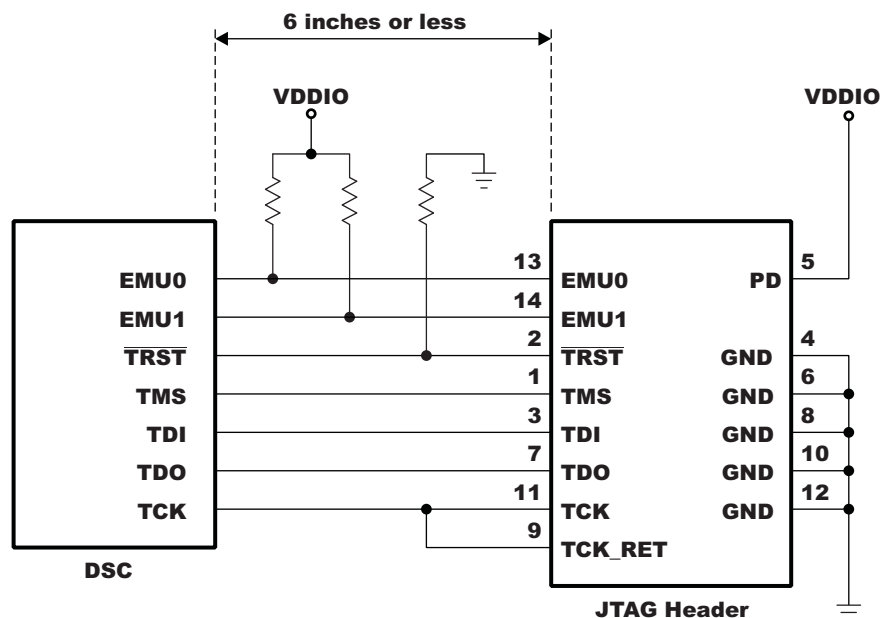 6 inches or less
VDDIO
VDDIO
13
5
EMU0
EMU0
PD
14
EMU1
EMU1
2
4
TRST
TRST
GND
1
6
TMS
TMS
GND
3
8
TDI
TDI
GND
7
10
TDO
TDO
GND
11
12
TCK
TCK
GND
9
TCK_RET
DSC
JTAG Header